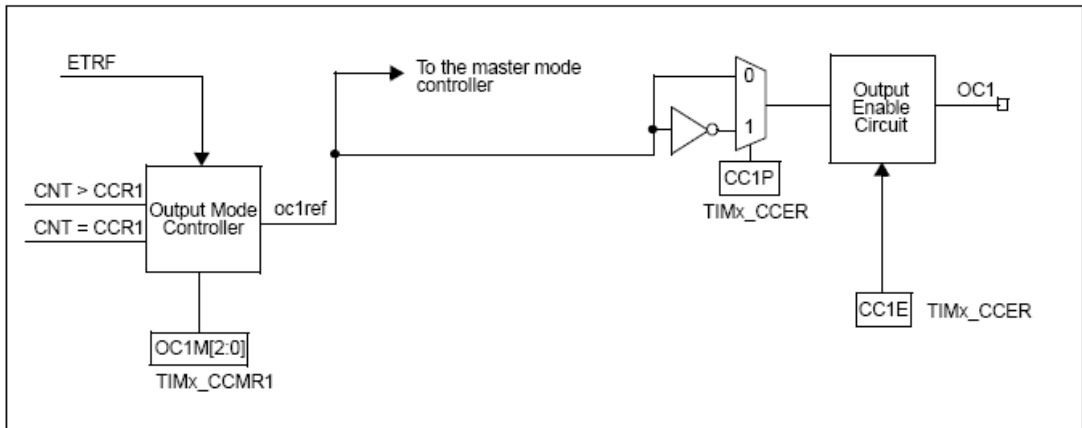 ETRF
To the master mode
controller
0
1
Output
Enable
Circuit
OC1
CNT > CCR1
CNT = CCR1
Output Mode
Controller
oc1ref
CC1P
TIMx_CCER
OC1M[2:0]
TIMx_CCMR1
CC1E
TIMx_CCER